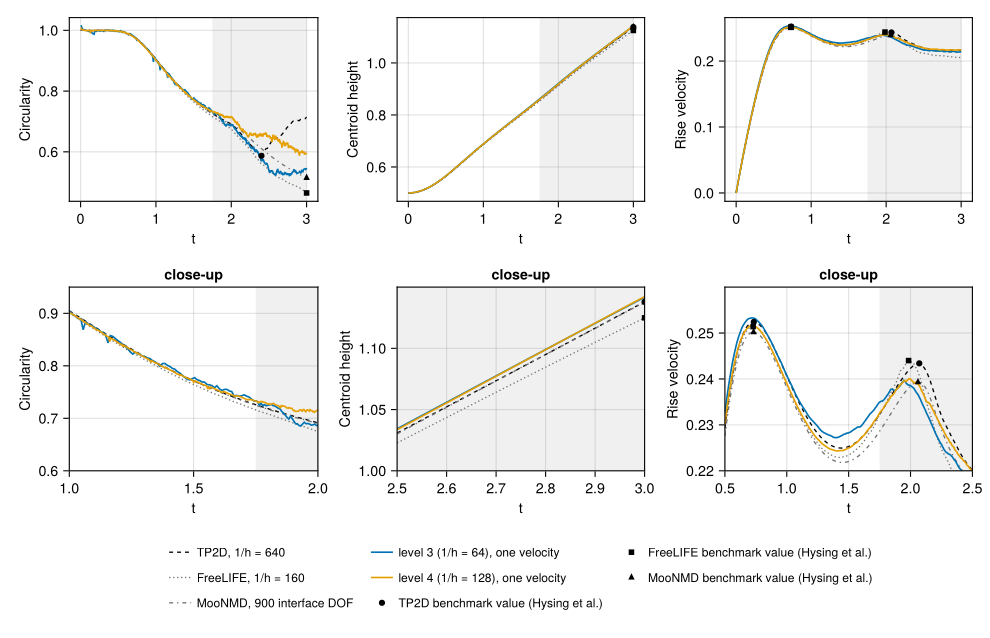 Circularity
1.0
0.8
0.6
0 1 2 3
t
Centroid height
1.0
0.8
0.6
0 1 2 3
t
Rise velocity
0.2
0.1
0.0
0 1 2 3
t
close-up
Circularity
0.9
0.8
0.7
0.6
1.0 1.5 2.0
t
close-up
Centroid height
1.10
1.05
1.00
2.5 2.6 2.7 2.8 2.9 3.0
t
close-up
Rise velocity
0.25
0.24
0.23
0.22
0.5 1.0 1.5 2.0 2.5
t
TP2D, 1/h = 640
FreeLIFE, 1/h = 160
MooNMD, 900 interface DOF
level 3 (1/h = 64), one velocity
level 4 (1/h = 128), one velocity
TP2D benchmark value (Hysing et al.)
FreeLIFE benchmark value (Hysing et al.)
MooNMD benchmark value (Hysing et al.)